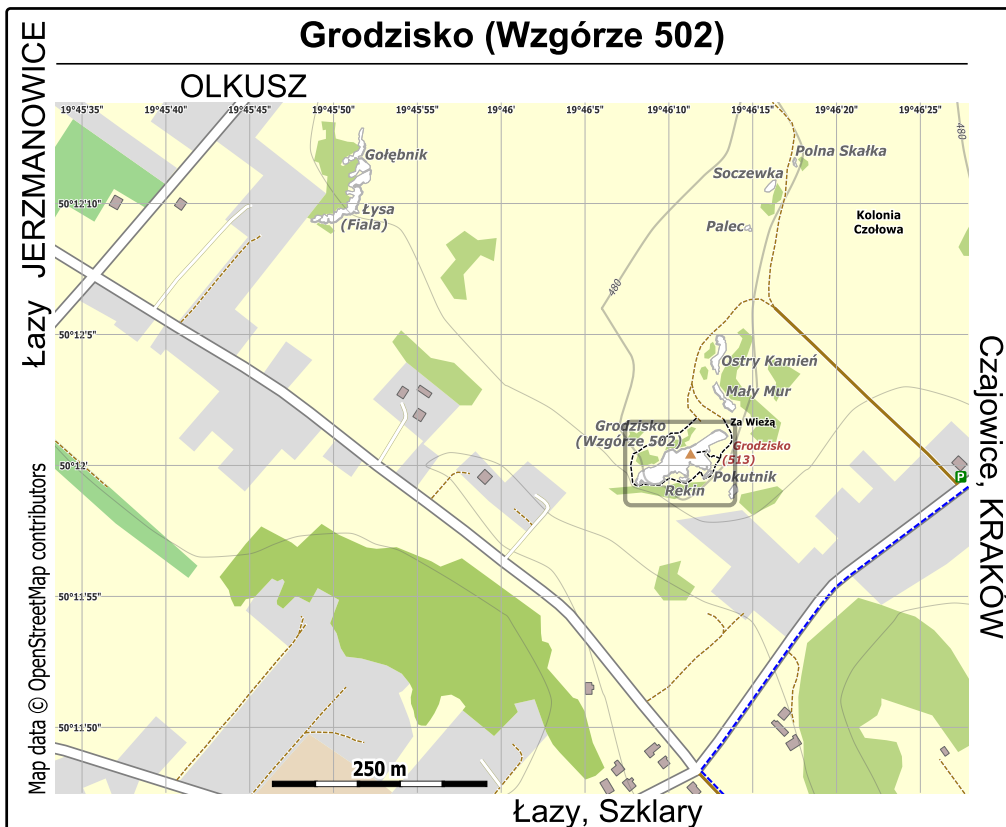 Grodzisko (Wzgórze 502)
OLKUSZ
Łazy JERZMANOWICE
19°45'35" 19°45'40" 19°45'45" 19°45'50" 19°45'55" 19°46' 19°46'5" 19°46'10" 19°46'15" 19°46'20" 19°46'25"
480
Gołębnik
Polna Skałka
Soczewka
50°12'10"
Łysa
(Fiala)
Palec
Kolonia
Czołowa
480
50°12'5"
Ostry Kamień
Mały Mur
Czajowice, KRAKÓW
Za Wieżą
Grodzisko
(Wzgórze 502)
Grodzisko
(513)
50°12'
Pokutnik
Rękin
P
50°11'55"
50°11'50"
Map data © OpenStreetMap contributors
250 m
Łazy, Szklary